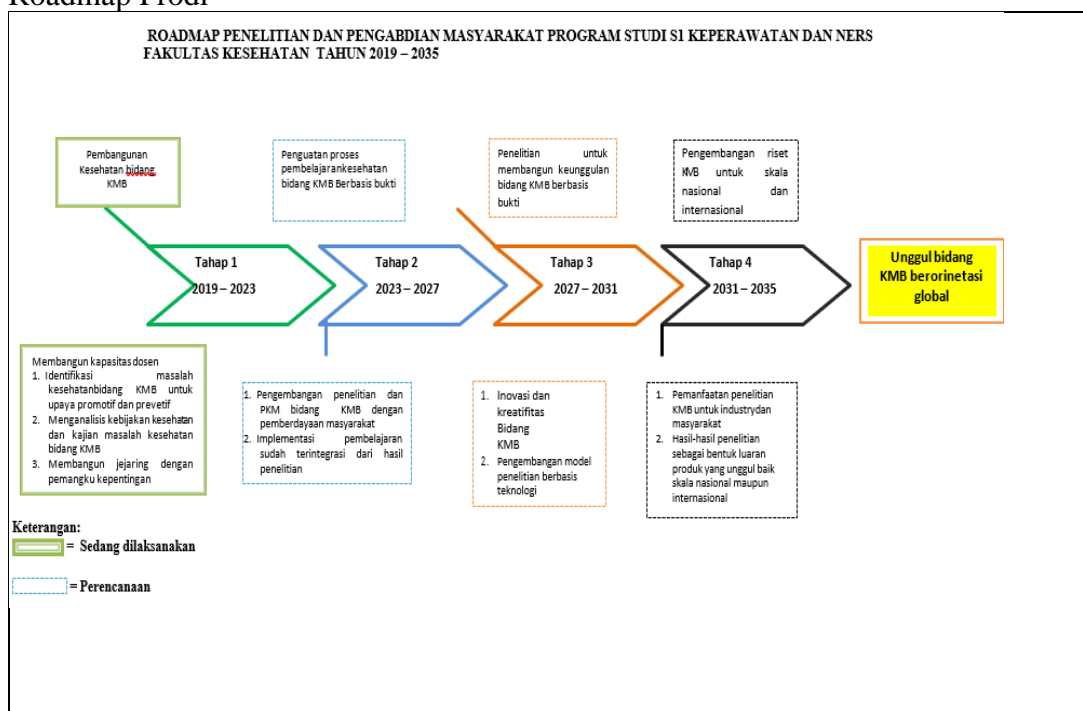 Roadmap Prodi
ROADMAP PENELITIAN DAN PENGABDIAN MASYARAKAT PROGRAM STUDI S1 KEPERAWATAN DAN NERS
FAKULTAS KESEHATAN TAHUN 2019 – 2035
Pembangunan
Kesehatan bidang
KMB
Penguatan proses
pembelajarankesehatan
bidang KMB Berbasis bukti
Penelitian untuk
membangun keunggulan
bidang KMB berbasis
bukti
Pengembangan riset
KMB untuk skala
nasional dan
internasional
Tahap 1
2019 – 2023
Tahap 2
2023 – 2027
Tahap 3
2027 – 2031
Tahap 4
2031 – 2035
Unggul bidang
KMB berorinetasi
global
Membangun kapasitas dosen
1. Identifikasi masalah
kesehatanbidang KMB untuk
upaya promotif dan prevetif
2. Menganalisis kebijakan kesehatan
dan kajian masalah kesehatan
bidang KMB
3. Membangun jejaring dengan
pemangku kepentingan
1. Pengembangan penelitian dan
PKM bidang KMB dengan
pemberdayaan masyarakat
2. Implementasi pembelajaran
sudah terintegrasi dari hasil
penelitian
1. Inovasi dan
kreatifitas
Bidang
KMB
2. Pengembangan model
penelitian berbasis
teknologi
1. Pemanfaatan penelitian
KMB untuk industrydan
masyarakat
2. Hasil-hasil penelitian
sebagai bentuk luaran
produk yang unggul baik
skala nasional maupun
internasional
Keterangan:
= Sedang dilaksanakan
= Perencanaan